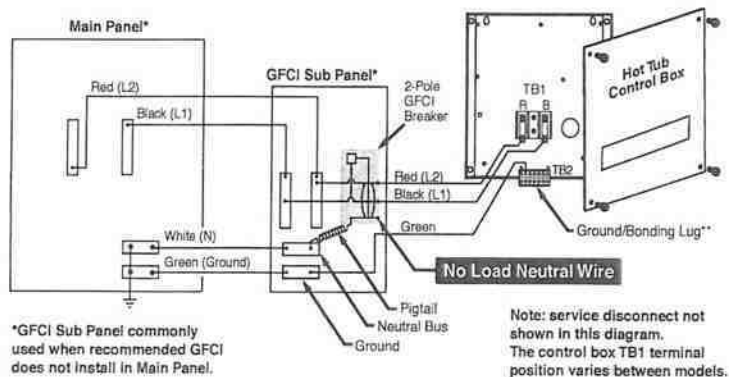 Main Panel*
Red (L2)
Black (L1)
White (N)
Green (Ground)
GFCI Sub Panel*
2-Pole
GFCI
Breaker
Red (L2)
Black (L1)
Green
TB1
R B
TB2
Hot Tub
Control Box
Ground/Bonding Lug**
No Load Neutral Wire
Pigtail
Neutral Bus
Ground
*GFCI Sub Panel commonly
used when recommended GFCI
does not install in Main Panel.
Note: service disconnect not
shown in this diagram.
The control box TB1 terminal
position varies between models.